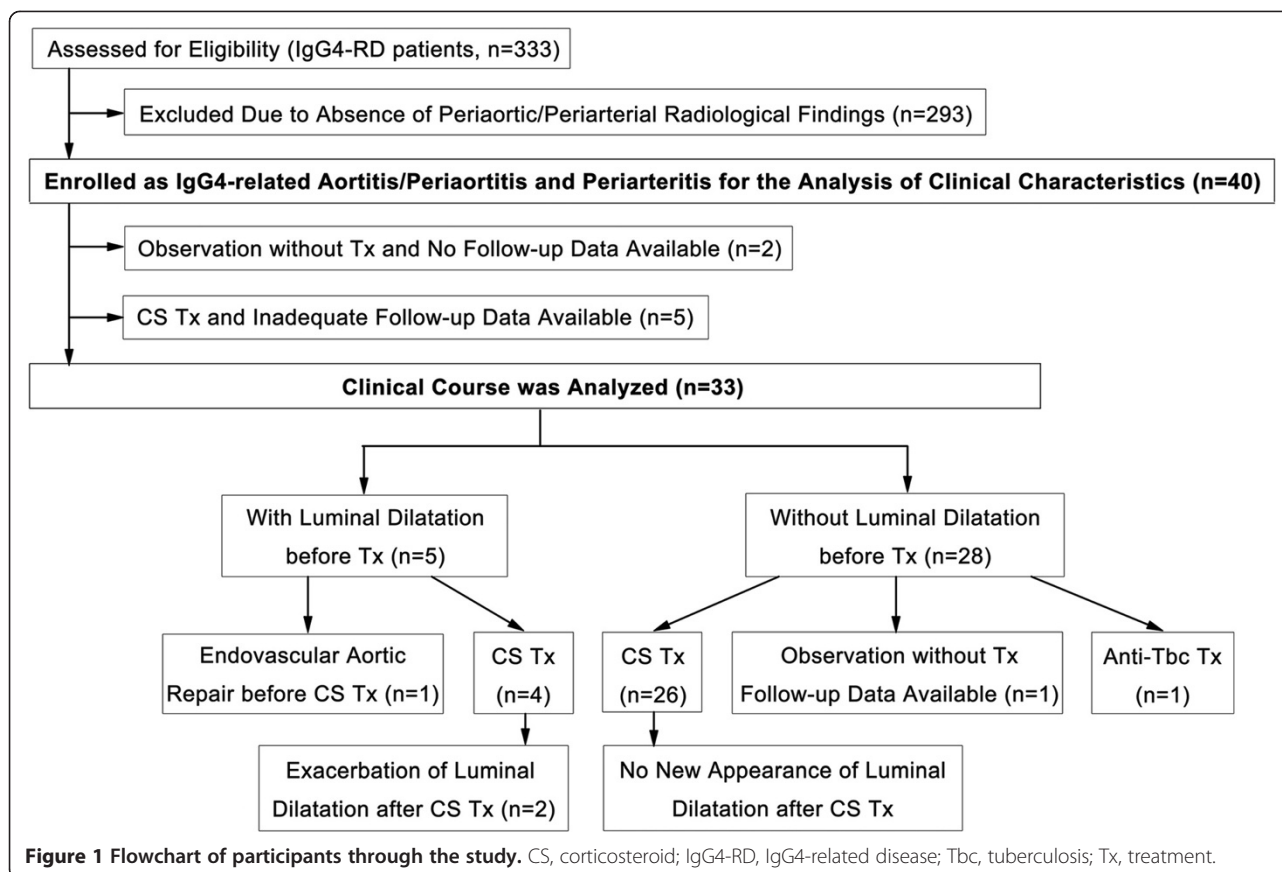 Assessed for Eligibility (IgG4-RD patients, n=333)
Excluded Due to Absence of Periaortic/Periarterial Radiological Findings (n=293)
Enrolled as IgG4-related Aortitis/Periaortitis and Periarteritis for the Analysis of Clinical Characteristics (n=40)
Observation without Tx and No Follow-up Data Available (n=2)
CS Tx and Inadequate Follow-up Data Available (n=5)
Clinical Course was Analyzed (n=33)
With Luminal Dilatation
before Tx (n=5)
Without Luminal Dilatation
before Tx (n=28)
Endovascular Aortic
Repair before CS Tx (n=1)
CS Tx
(n=4)
CS Tx
(n=26)
Observation without Tx
Follow-up Data Available (n=1)
Anti-Tbc Tx
(n=1)
Exacerbation of Luminal
Dilatation after CS Tx (n=2)
No New Appearance of Luminal
Dilatation after CS Tx
Figure 1 Flowchart of participants through the study. CS, corticosteroid; IgG4-RD, IgG4-related disease; Tbc, tuberculosis; Tx, treatment.